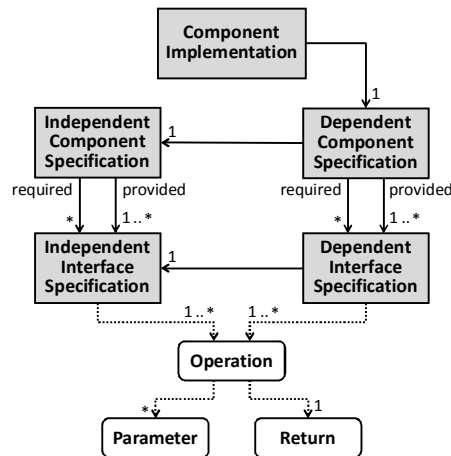 Component
Implementation
1
Independent
Component
Specification
1
Dependent
Component
Specification
required
provided
required
provided
*
1..*
*
1..*
Independent
Interface
Specification
1
Dependent
Interface
Specification
1..*
1..*
Operation
*
1
Parameter
Return